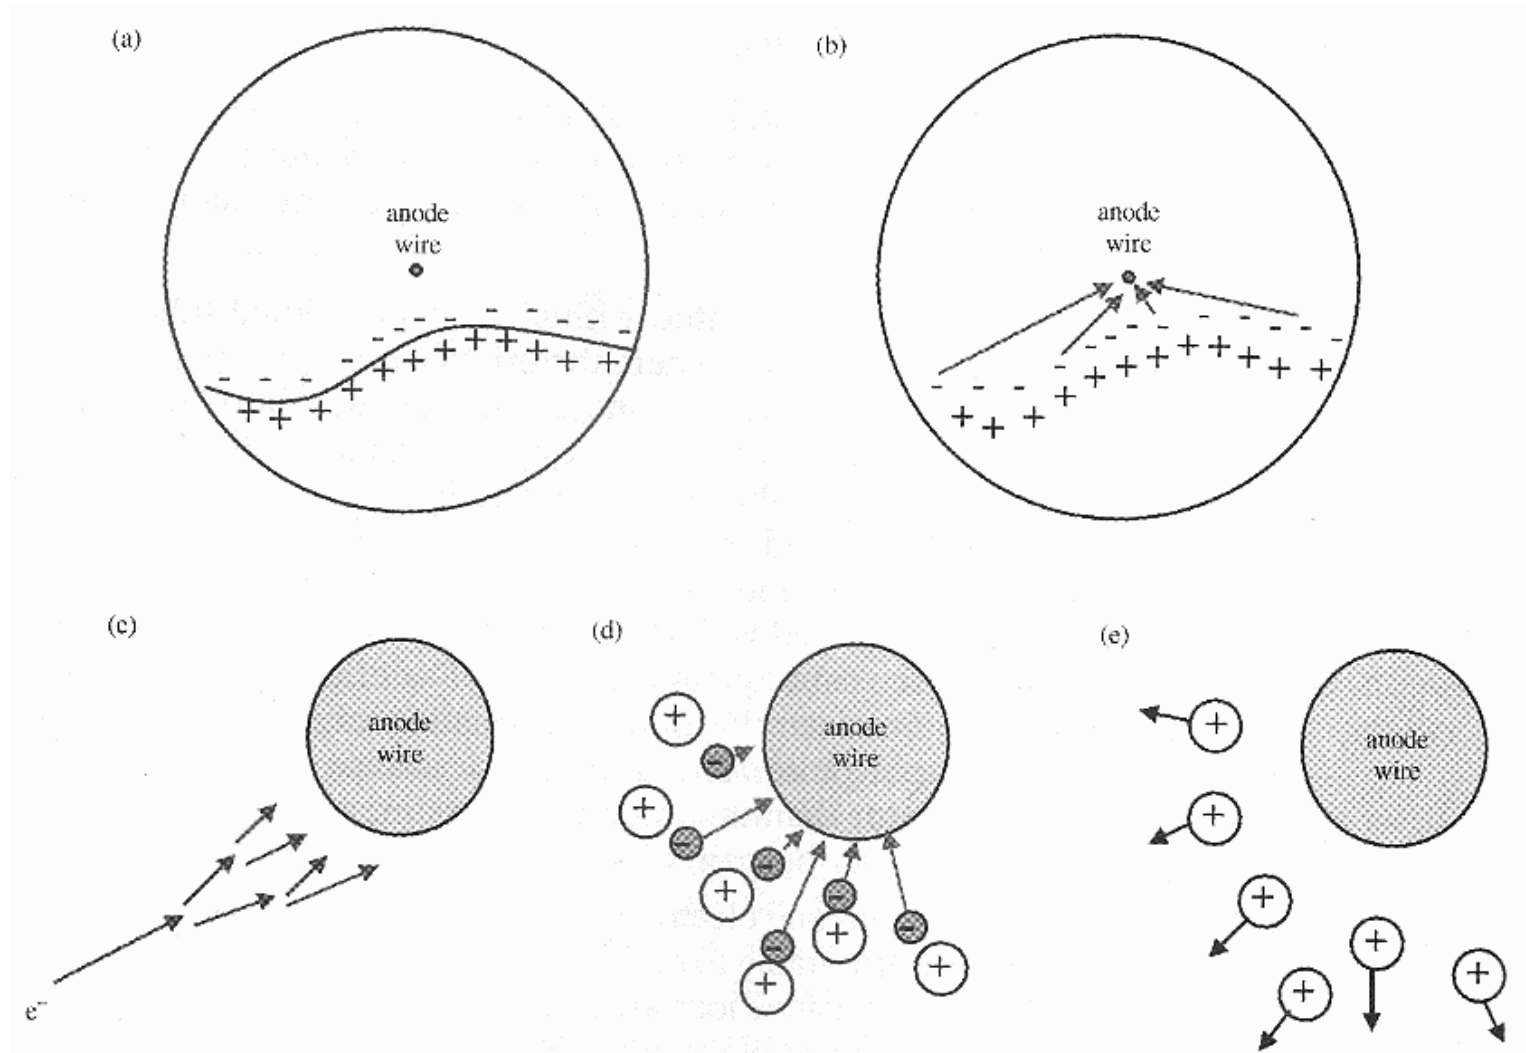 (a)
anode
wire
(b)
anode
wire
(c)
anode
wire
e⁻
(d)
anode
wire
(e)
anode
wire